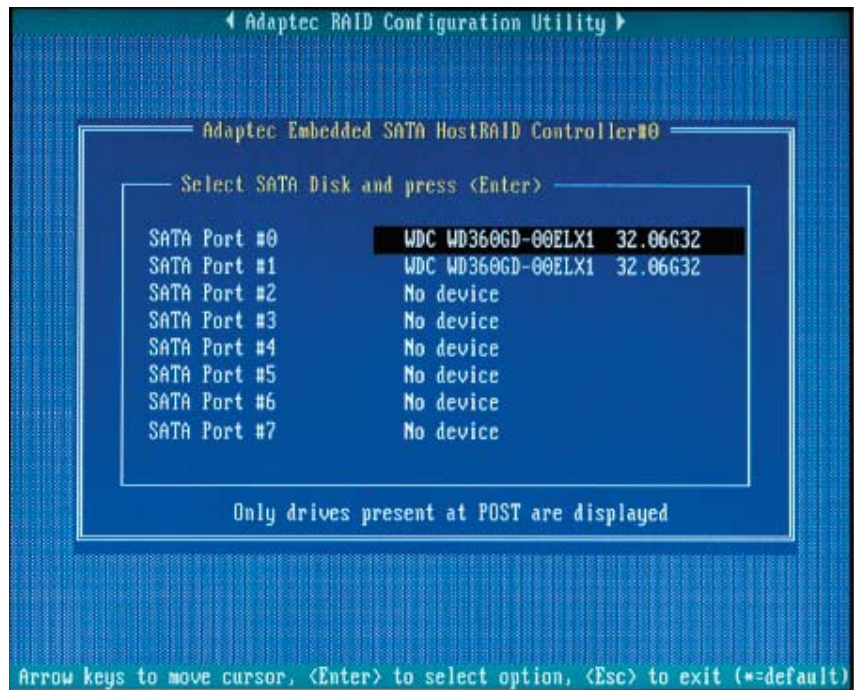 Adaptec RAID Configuration Utility
Adaptec Embedded SATA HostRAID Controller#0
Select SATA Disk and press <Enter>
SATA Port #0 WDC WD360GD-00ELX1 32.06G32
SATA Port #1 WDC WD360GD-00ELX1 32.06G32
SATA Port #2 No device
SATA Port #3 No device
SATA Port #4 No device
SATA Port #5 No device
SATA Port #6 No device
SATA Port #7 No device
Only drives present at POST are displayed
Arrow keys to move cursor, <Enter> to select option, <Esc> to exit (*=default)